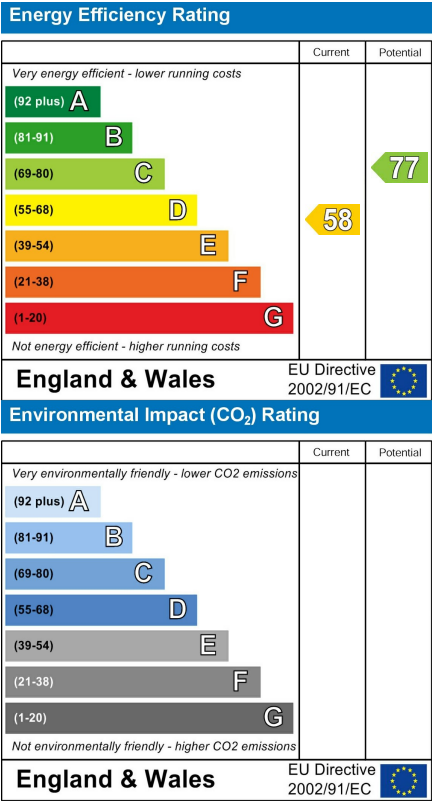 Energy Efficiency Rating
Current Potential
Very energy efficient - lower running costs
(92 plus) A
(81-91) B
(69-80) C
77
(55-68) D
58
(39-54) E
(21-38) F
(1-20) G
Not energy efficient - higher running costs
England & Wales
EU Directive
2002/91/EC
Environmental Impact (CO₂) Rating
Current Potential
Very environmentally friendly - lower CO2 emissions
(92 plus) A
(81-91) B
(69-80) C
(55-68) D
(39-54) E
(21-38) F
(1-20) G
Not environmentally friendly - higher CO2 emissions
England & Wales
EU Directive
2002/91/EC